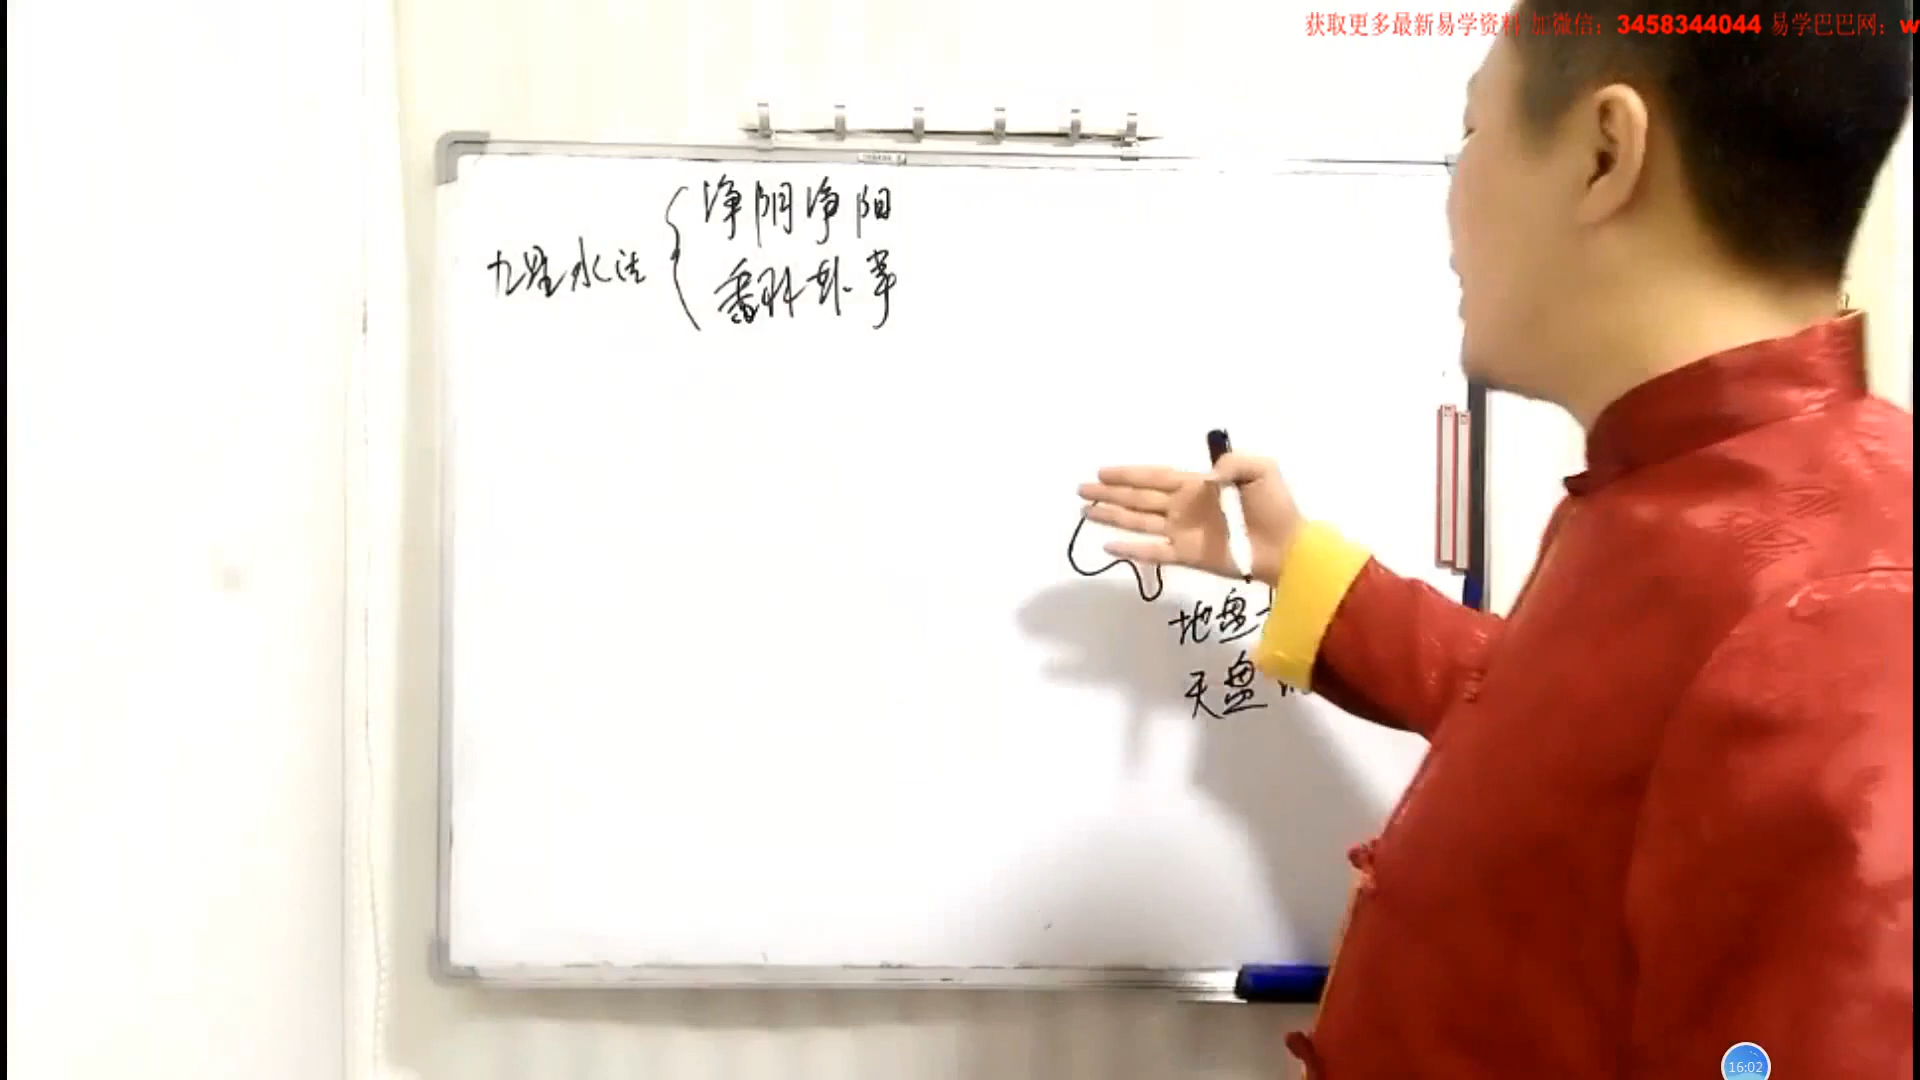 获取更多最新易学资料 加微信：3458344044 易学巴巴网：w
九星水法
净阴净阳
翻卦掌
地盘
天盘
16:02